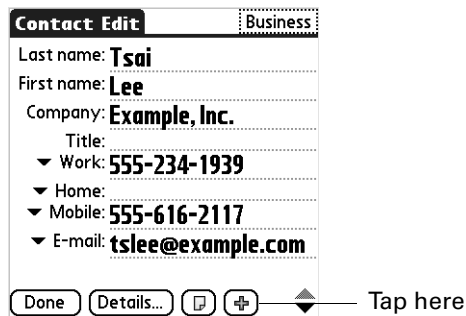 Contact Edit Business
Last name: Tsai
First name: Lee
Company: Example, Inc.
Title:
Work: 555-234-1939
Home:
Mobile: 555-616-2117
E-mail: tslee@example.com
Done Details... Tap here